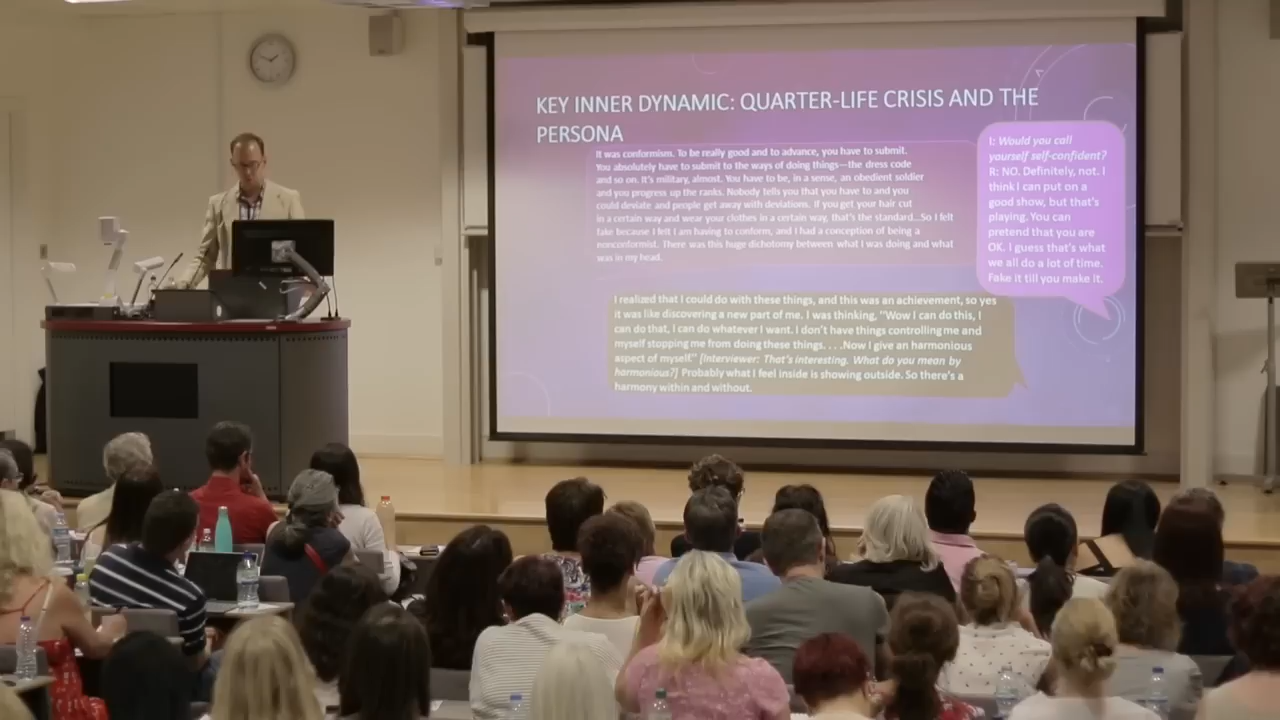 KEY INNER DYNAMIC: QUARTER-LIFE CRISIS AND THE
PERSONA
It was conformism. To be really good and to advance, you have to submit.
You absolutely have to submit to the ways of doing things—the dress code
and so on. It's military, almost. You have to be, in a sense, an obedient soldier
and you progress up the ranks. Nobody tells you that you have to and you
could deviate and people get away with deviations. If you get your hair cut
in a certain way and wear your clothes in a certain way, that's the standard...So I felt
fake because I felt I am having to conform, and I had a conception of being a
nonconformist. There was this huge dichotomy between what I was doing and what
was in my head.
I: Would you call
yourself self-confident?
R: NO. Definitely, not. I
think I can put on a
good show, but that's
playing. You can
pretend that you are
OK. I guess that's what
we all do a lot of time.
Fake it till you make it.
I realized that I could do with these things, and this was an achievement, so yes
it was like discovering a new part of me. I was thinking, "Wow I can do this, I
can do that, I can do whatever I want. I don't have things controlling me and
myself stopping me from doing these things. . . .Now I give an harmonious
aspect of myself." [Interviewer: That's interesting. What do you mean by
harmonious?] Probably what I feel inside is showing outside. So there's a
harmony within and without.